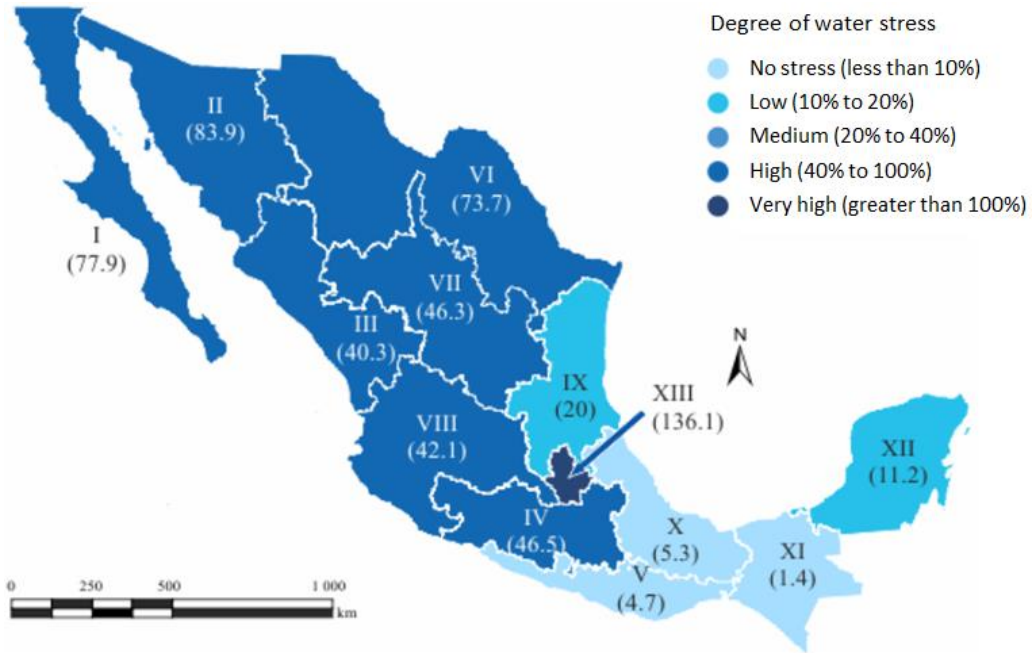 Degree of water stress
No stress (less than 10%)
Low (10% to 20%)
Medium (20% to 40%)
High (40% to 100%)
Very high (greater than 100%)
II
(83.9)
VI
(73.7)
I
(77.9)
VII
(46.3)
III
(40.3)
N
IX
(20)
XIII
(136.1)
VIII
(42.1)
XII
(11.2)
IV
(46.5)
X
(5.3)
XI
(1.4)
V
(4.7)
0 250 500 1 000
km